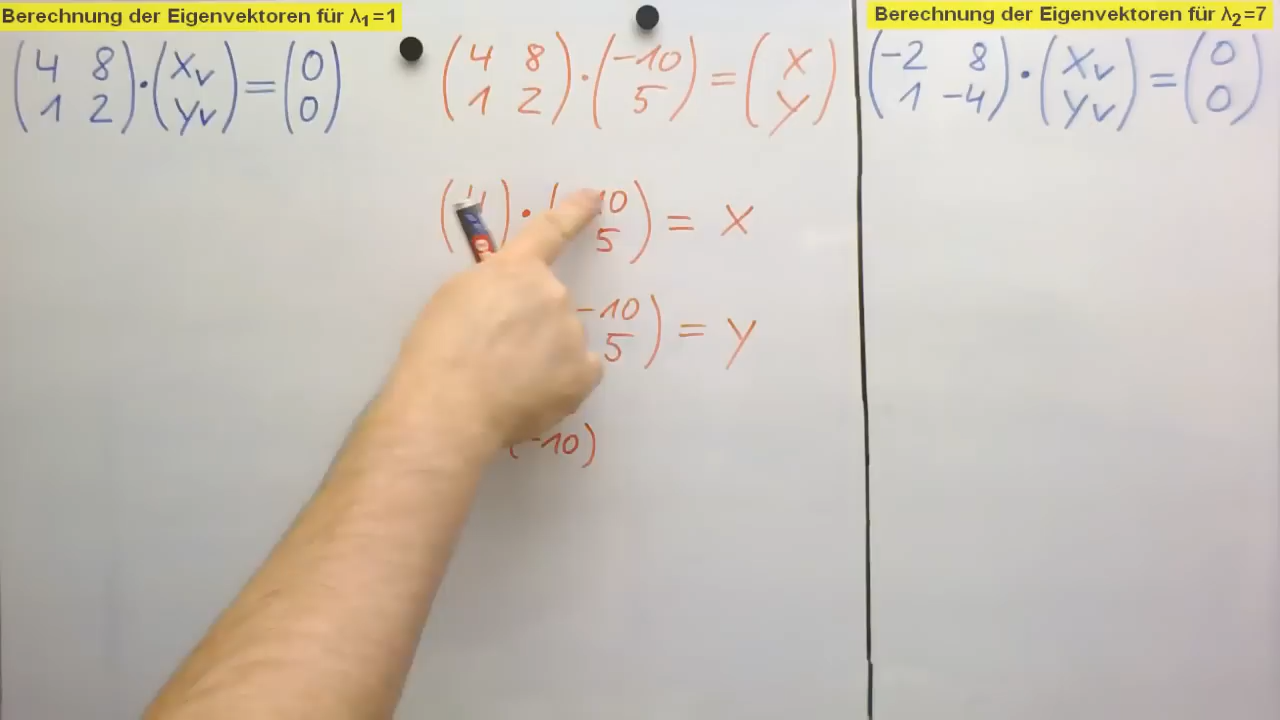 Berechnung der Eigenvektoren für λ₁=1
(4 8 / 1 2) · (xᵥ / yᵥ) = (0 / 0)
(4 8 / 1 2) · (-10 / 5) = (x / y)
10 / 5) = x
-10 / 5) = y
(-10)
Berechnung der Eigenvektoren für λ₂=7
(-2 8 / 1 -4) · (xᵥ / yᵥ) = (0 / 0)